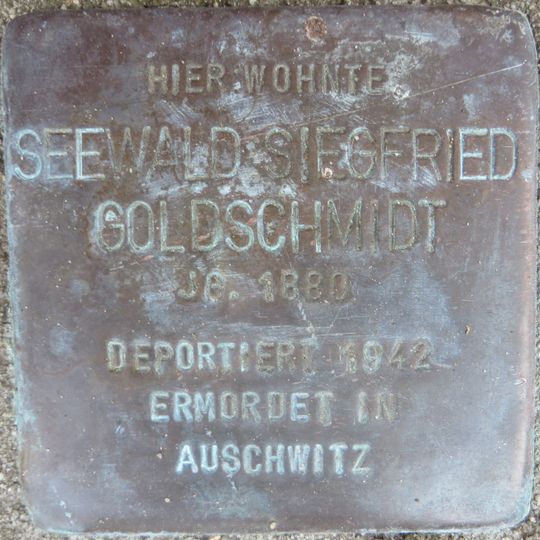 HIER WOHNTE
SEEWALD SIEGFRIED
GOLDSCHMIDT
JG. 1880
DEPORTIERT 1942
ERMORDET IN
AUSCHWITZ